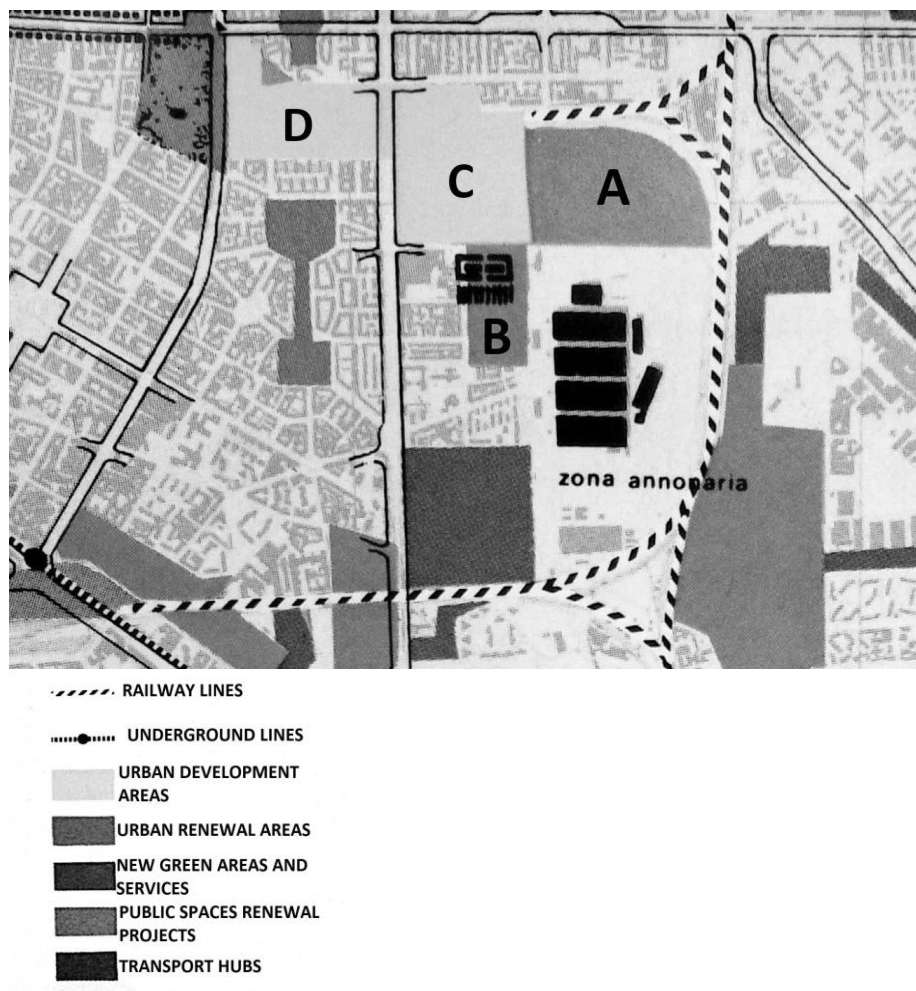 D
C
A
B
zona annonaria
RAILWAY LINES
UNDERGROUND LINES
URBAN DEVELOPMENT
AREAS
URBAN RENEWAL AREAS
NEW GREEN AREAS AND
SERVICES
PUBLIC SPACES RENEWAL
PROJECTS
TRANSPORT HUBS